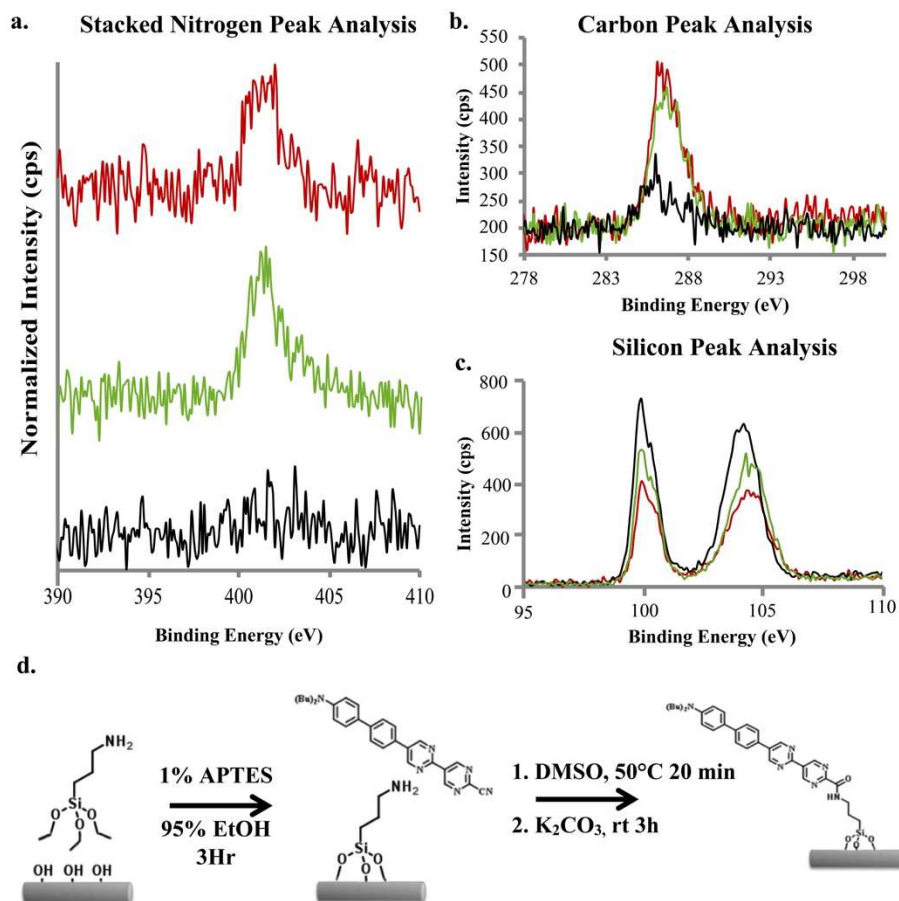 a.
Stacked Nitrogen Peak Analysis
Normalized Intensity (cps)
390 395 400 405 410
Binding Energy (eV)
b.
Carbon Peak Analysis
Intensity (cps)
550
500
450
400
350
300
250
200
150
278 283 288 293 298
Binding Energy (eV)
c.
Silicon Peak Analysis
Intensity (cps)
800
600
400
200
0
95 100 105 110
Binding Energy (eV)
d.
NH₂
Si
O O O
OH OH OH
1% APTES
95% EtOH
3Hr
(Bu)₂N
N N
N N
CN
NH₂
Si
O O O
1. DMSO, 50°C 20 min
2. K₂CO₃, rt 3h
(Bu)₂N
N N
N N
O
NH
Si
O O O